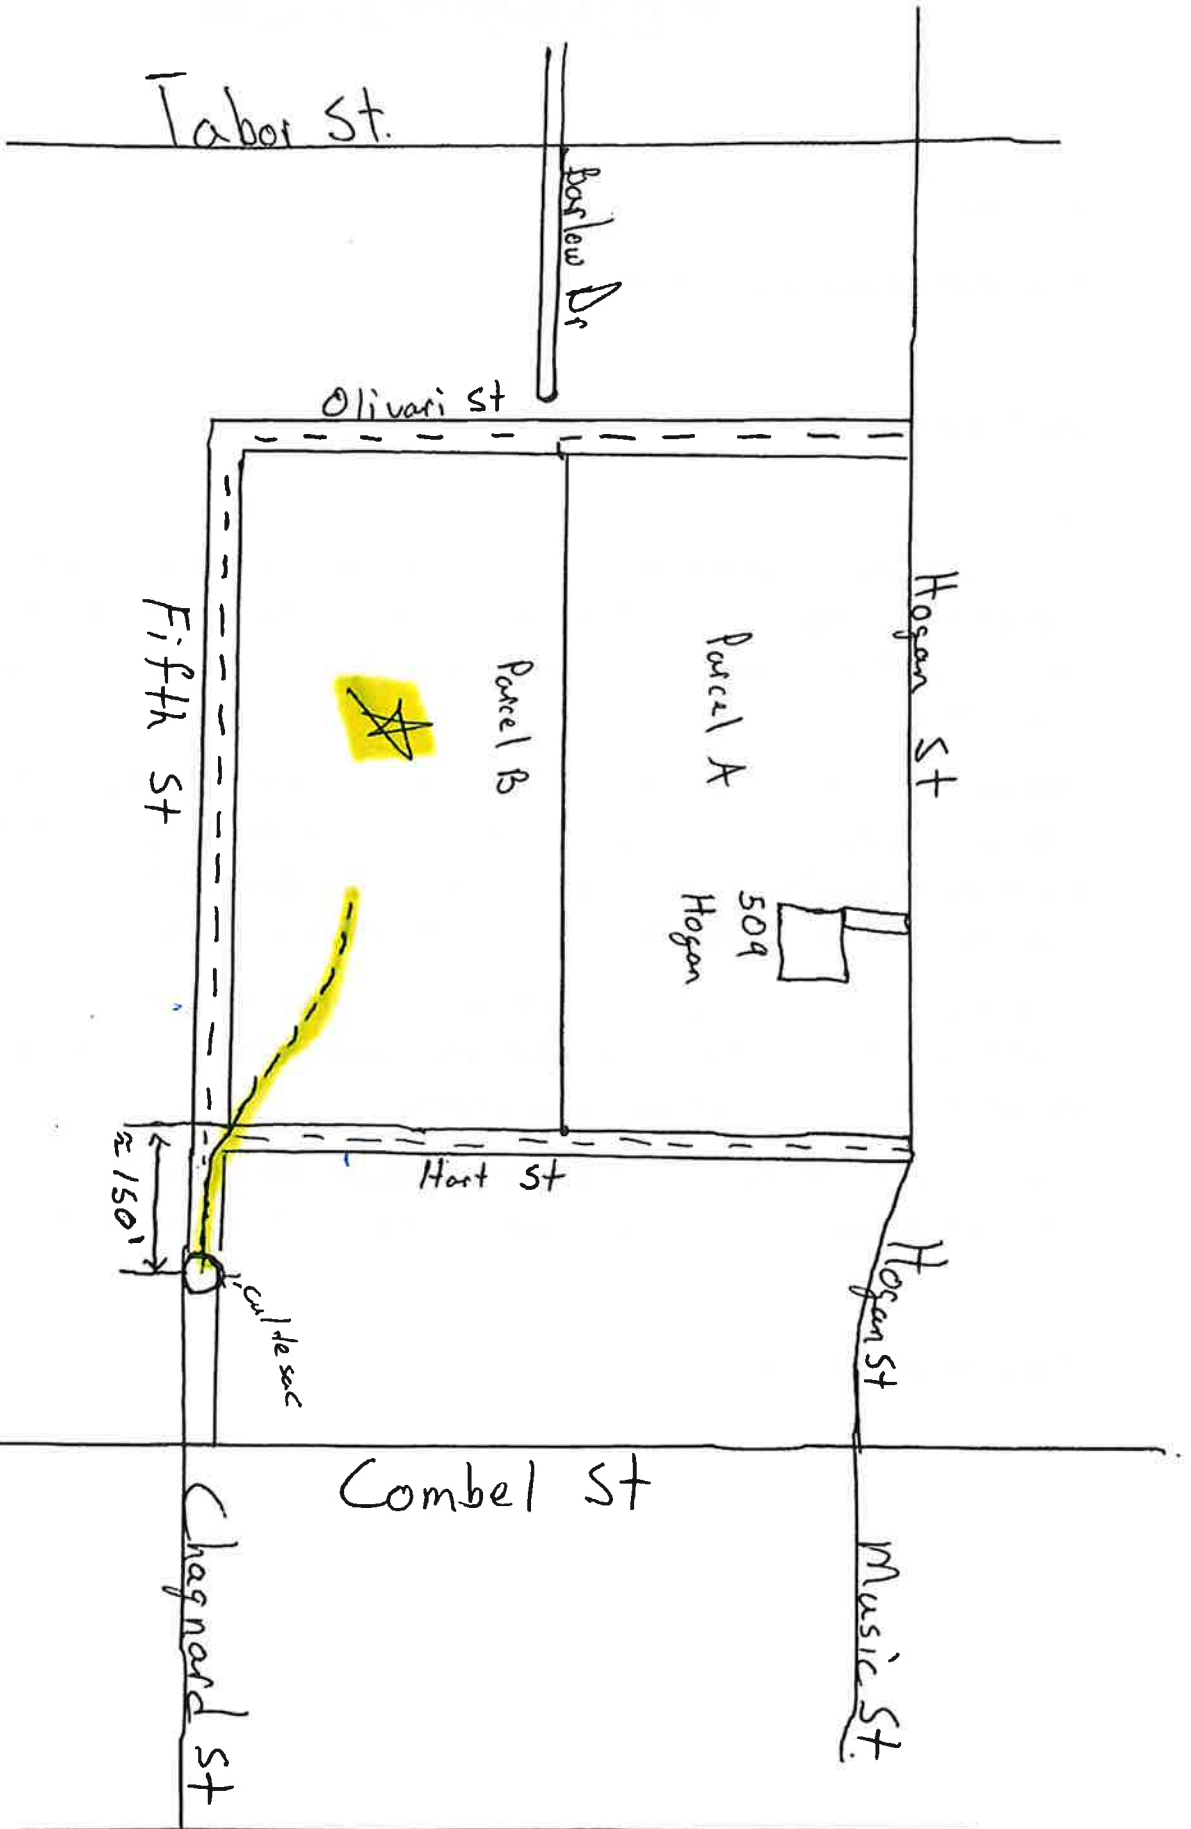 Tabor St.
Barlow Dr
Olivari St
Hogan St
Fifth St
Parcel B
Parcel A
509
Hogan
≈ 150'
Hart St
Hogan St
cul de sac
Combel St
Chagnard St
Music St.